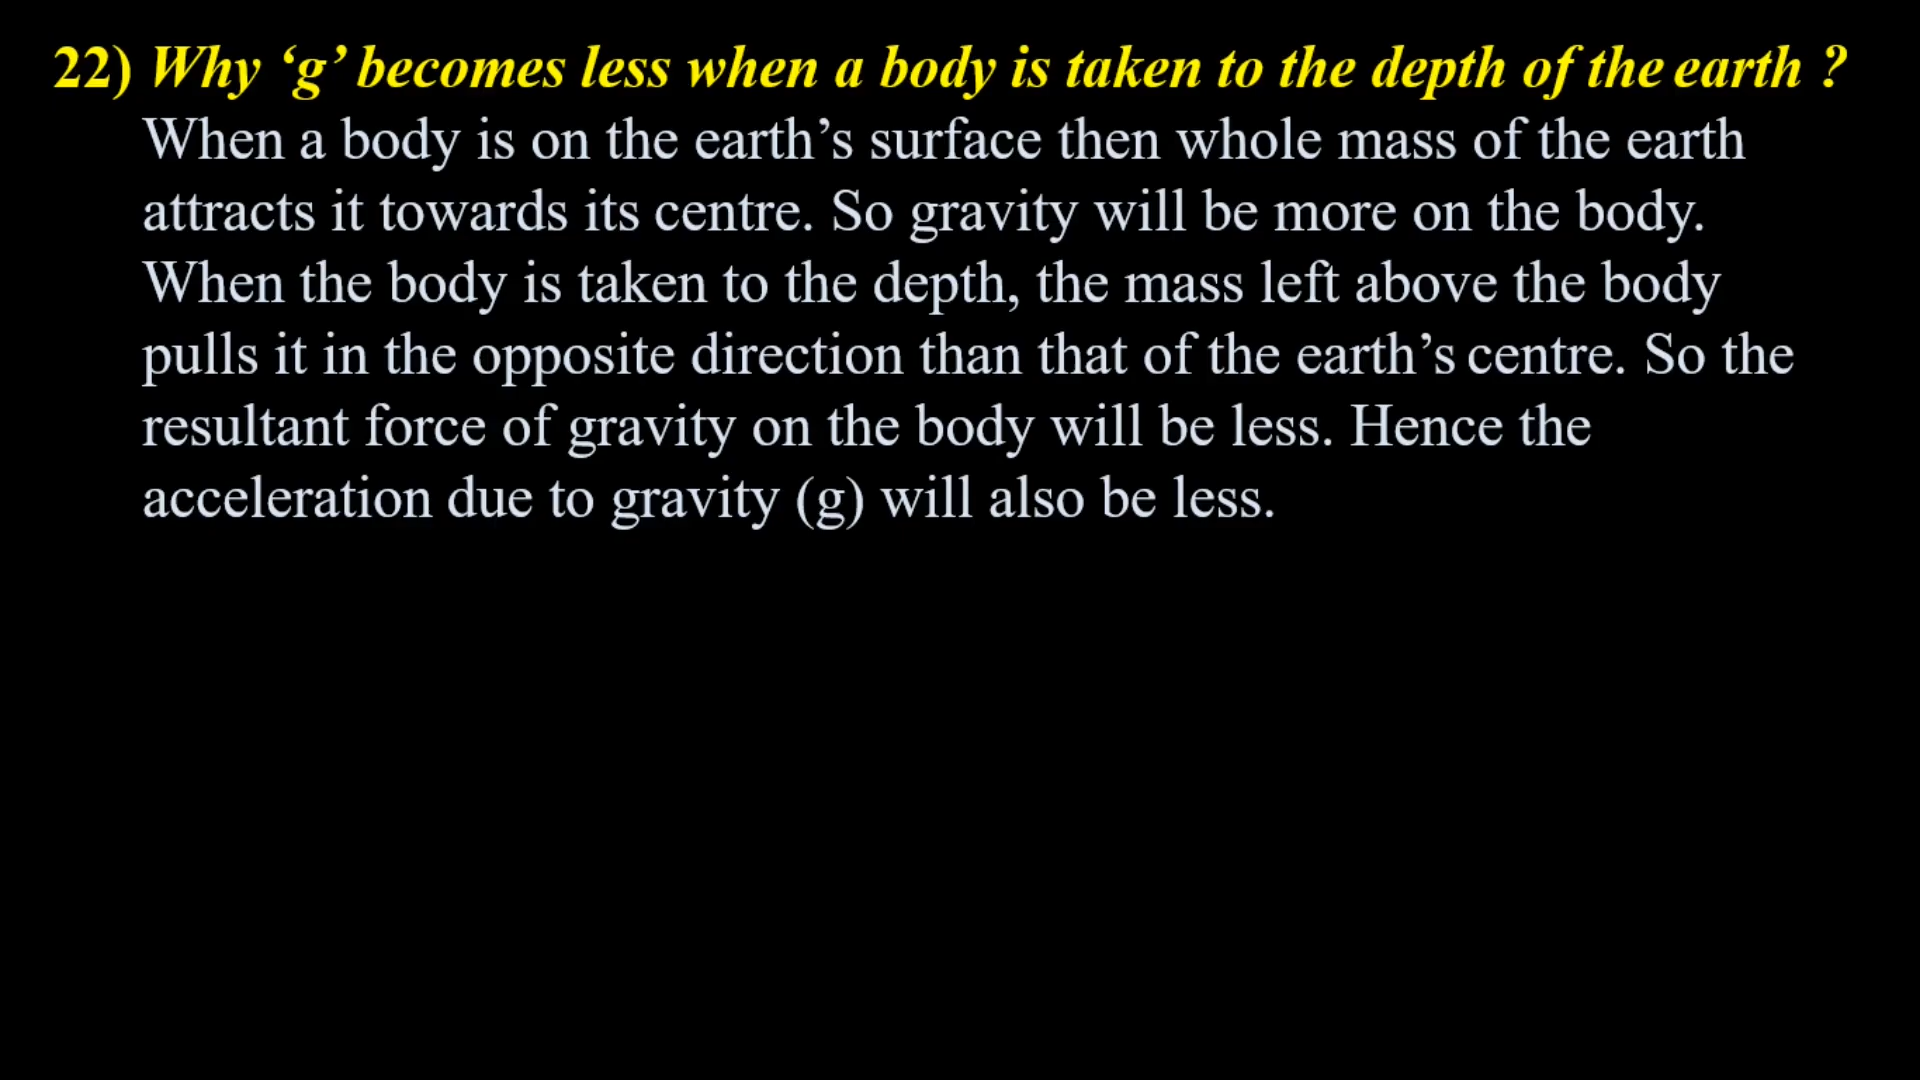 22) Why ‘g’ becomes less when a body is taken to the depth of the earth ?
When a body is on the earth’s surface then whole mass of the earth
attracts it towards its centre. So gravity will be more on the body.
When the body is taken to the depth, the mass left above the body
pulls it in the opposite direction than that of the earth’s centre. So the
resultant force of gravity on the body will be less. Hence the
acceleration due to gravity (g) will also be less.